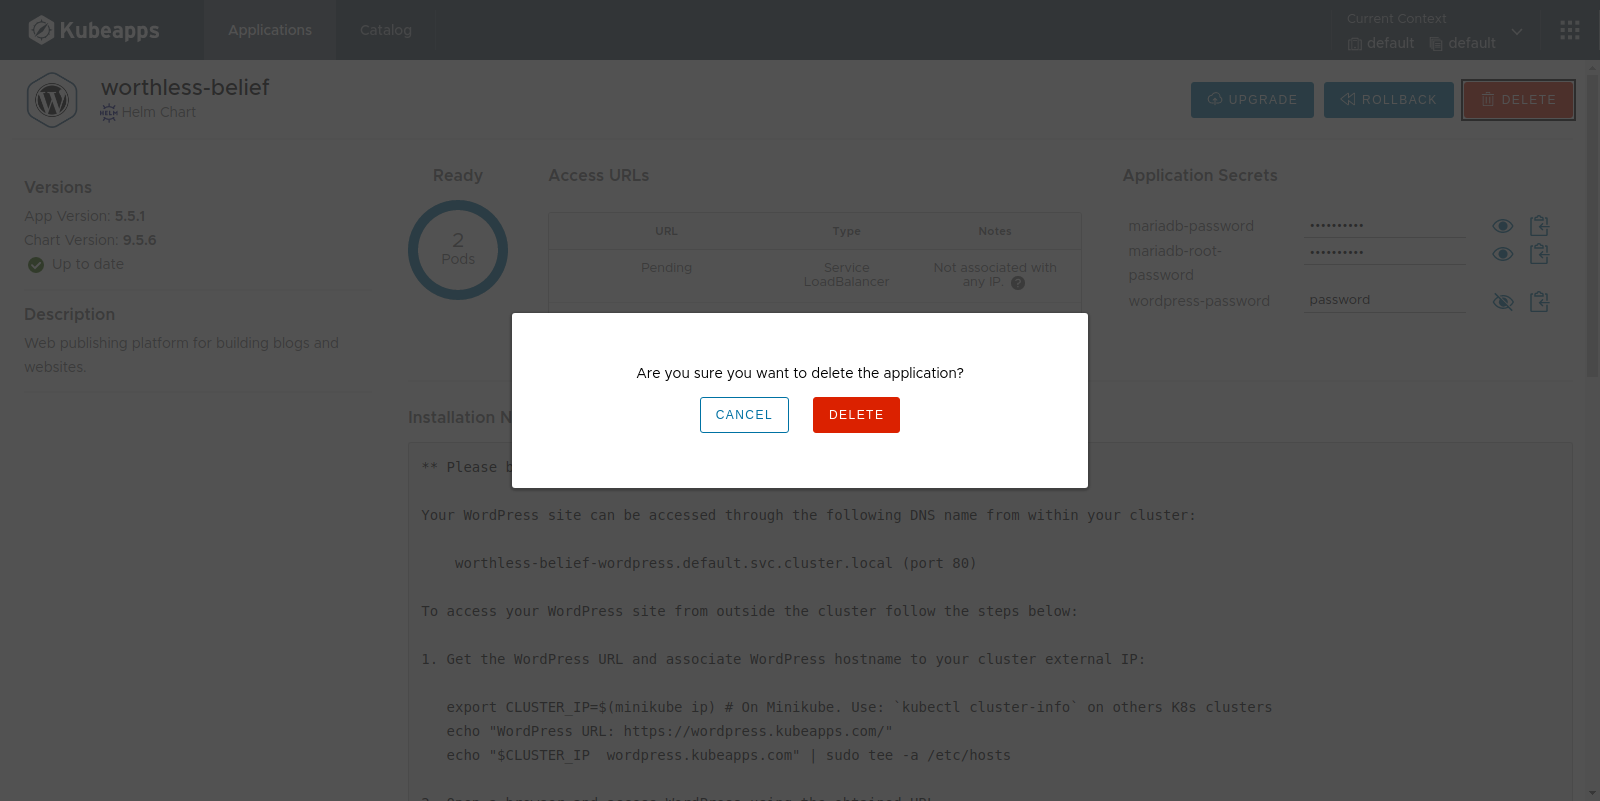 Kubeapps
Applications
Catalog
Current Context
default default
worthless-belief
HELM Helm Chart
UPGRADE
ROLLBACK
DELETE
Versions
App Version: 5.5.1
Chart Version: 9.5.6
Up to date
Description
Web publishing platform for building blogs and
websites.
Ready
2
Pods
Access URLs
URL Type Notes
Pending Service Not associated with
LoadBalancer any IP. ?
Application Secrets
mariadb-password ••••••••••
mariadb-root- ••••••••••
password
wordpress-password password
Are you sure you want to delete the application?
CANCEL DELETE
Installation N
** Please b
Your WordPress site can be accessed through the following DNS name from within your cluster:
worthless-belief-wordpress.default.svc.cluster.local (port 80)
To access your WordPress site from outside the cluster follow the steps below:
1. Get the WordPress URL and associate WordPress hostname to your cluster external IP:
export CLUSTER_IP=$(minikube ip) # On Minikube. Use: `kubectl cluster-info` on others K8s clusters
echo "WordPress URL: https://wordpress.kubeapps.com/"
echo "$CLUSTER_IP  wordpress.kubeapps.com" | sudo tee -a /etc/hosts